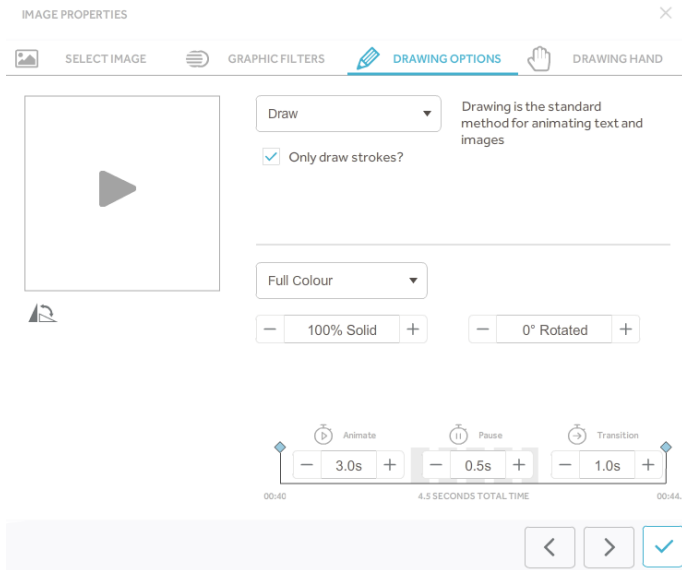 IMAGE PROPERTIES
SELECT IMAGE
GRAPHIC FILTERS
DRAWING OPTIONS
DRAWING HAND
Draw
Drawing is the standard
method for animating text and
images
Only draw strokes?
Full Colour
100% Solid
0° Rotated
Animate
Pause
Transition
3.0s
0.5s
1.0s
00:40
4.5 SECONDS TOTAL TIME
00:44.